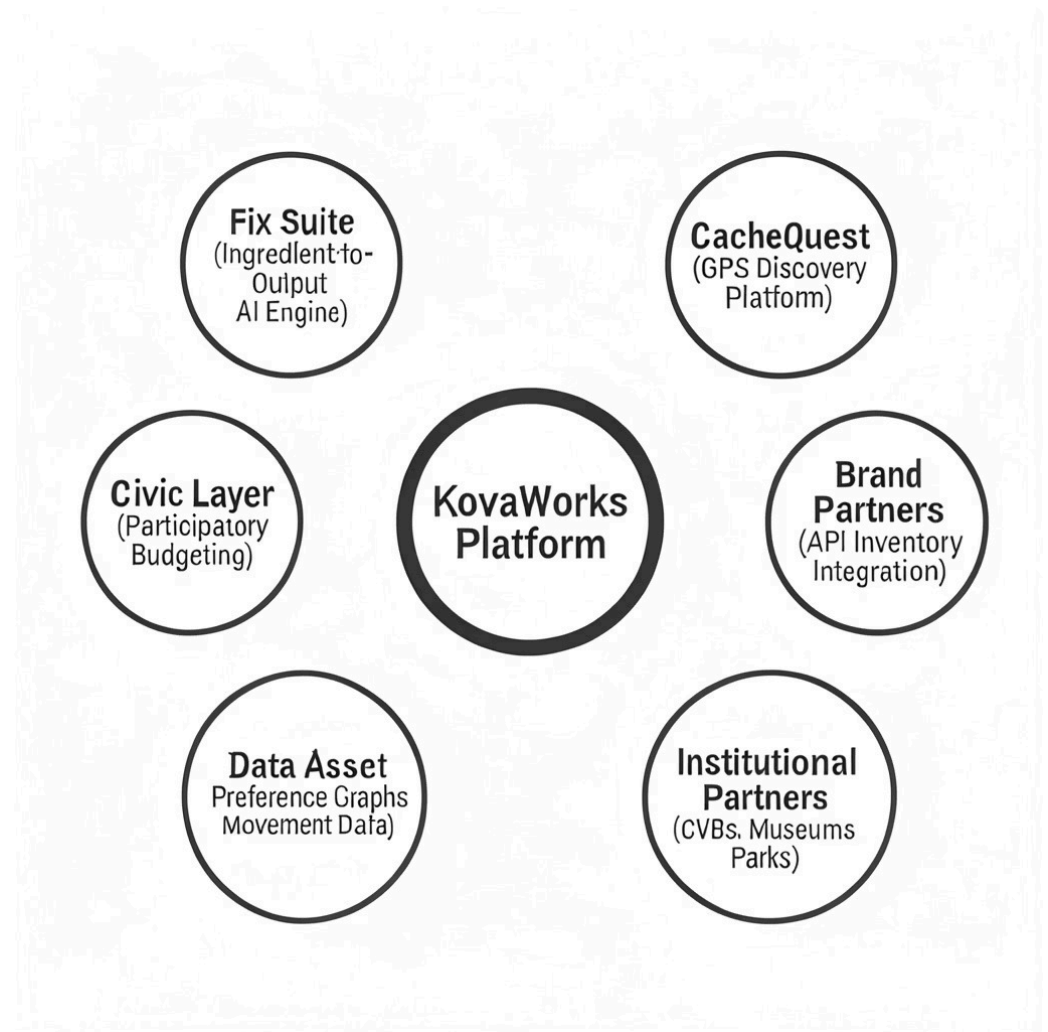 Fix Suite
(Ingredlent-to-
Oulput
AI Engine)
CacheQuest
(GPS Discovery
Platform)
Civic Layer
(Participatory
Budgeting)
KovaWorks
Platform
Brand
Partners
(API Inventory
Integration)
Data Asset
Preference Graphs
Movement Data)
Institutional
Partners
(CVBs. Museums
Parks)